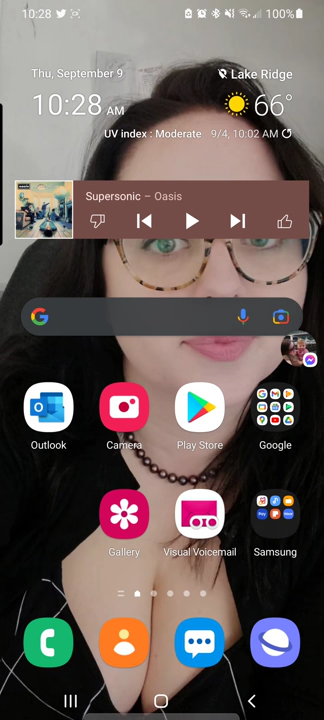 10:28
100%
Thu, September 9
Lake Ridge
10:28 AM
66°
UV index : Moderate
9/4, 10:02 AM
Supersonic – Oasis
Outlook
Camera
Play Store
Google
Gallery
Visual Voicemail
Samsung